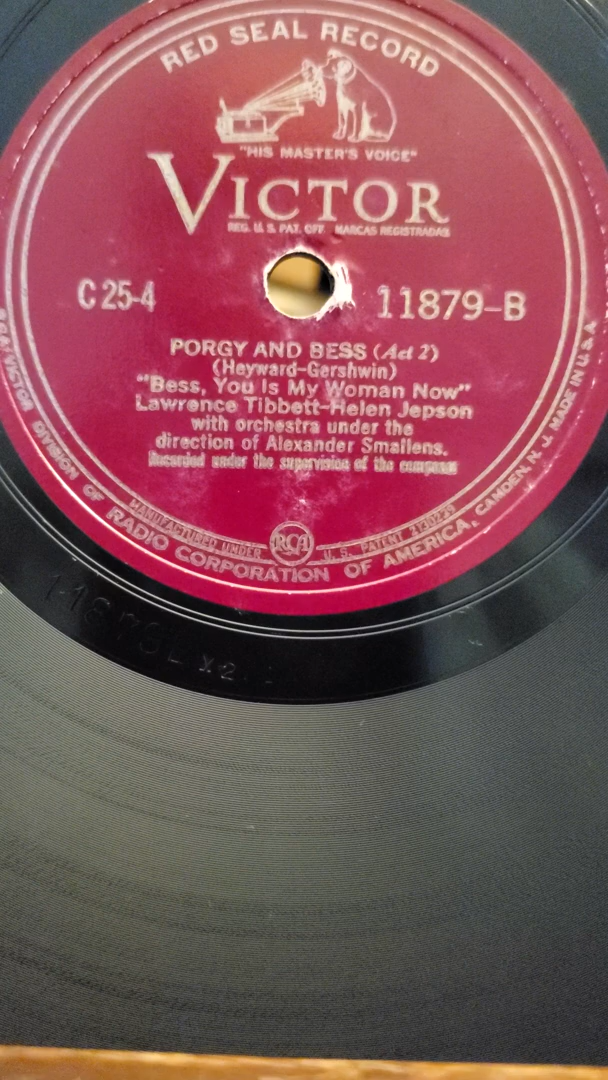 RED SEAL RECORD
"HIS MASTER'S VOICE"
VICTOR
REG. U. S. PAT. OFF. MARCAS REGISTRADAS
C 25-4
11879-B
PORGY AND BESS (Act 2)
(Heyward-Gershwin)
"Bess, You Is My Woman Now"
Lawrence Tibbett-Helen Jepson
with orchestra under the
direction of Alexander Smallens.
Recorded under the supervision of the composer
MANUFACTURED UNDER RCA U. S. PATENT 2130239
RCA VICTOR DIVISION OF RADIO CORPORATION OF AMERICA, CAMDEN, N. J. MADE IN U. S. A.